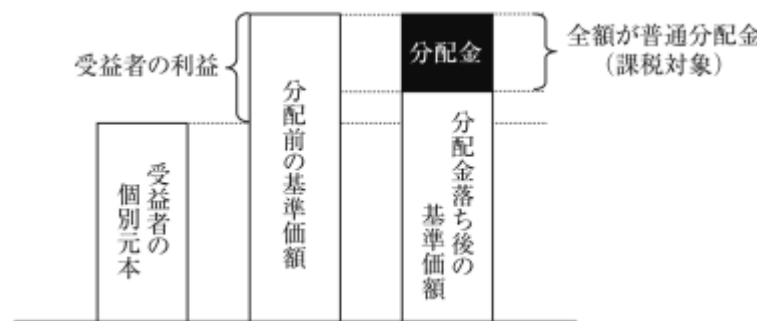 受益者の利益
受益者の
個別元本
分配前の基準価額
分配金
分配金落ち後の
基準価額
全額が普通分配金
（課税対象）